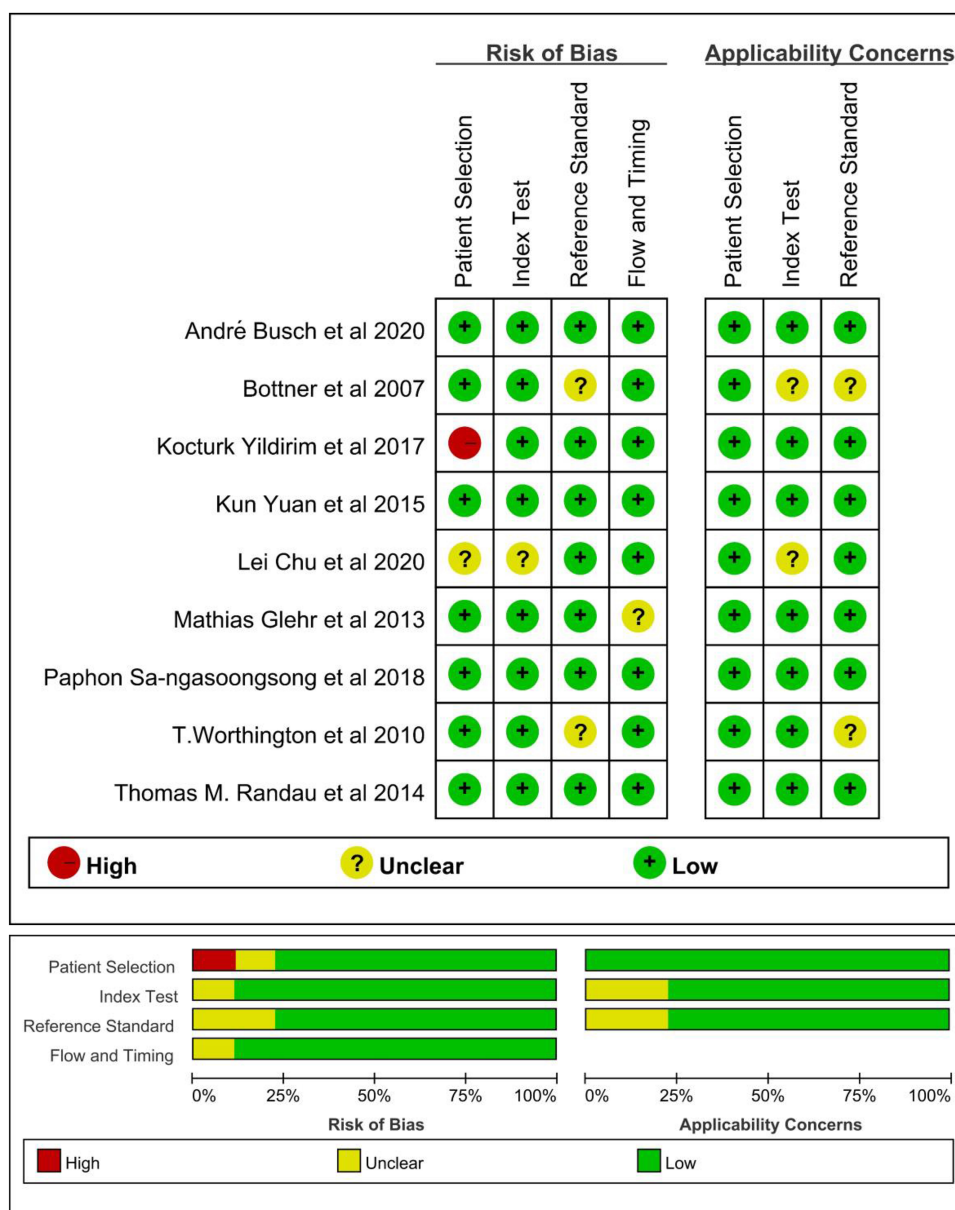 Risk of Bias Applicability Concerns
Patient Selection
Index Test
Reference Standard
Flow and Timing
Patient Selection
Index Test
Reference Standard
André Busch et al 2020 + + + + + + +
Bottner et al 2007 + + ? + + ? ?
Kocturk Yildirim et al 2017 – + + + + + +
Kun Yuan et al 2015 + + + + + + +
Lei Chu et al 2020 ? ? + + + ? +
Mathias Glehr et al 2013 + + + ? + + +
Paphon Sa-ngasoongsong et al 2018 + + + + + + +
T.Worthington et al 2010 + + ? + + + ?
Thomas M. Randau et al 2014 + + + + + + +
– High ? Unclear + Low
Patient Selection
Index Test
Reference Standard
Flow and Timing
0% 25% 50% 75% 100% 0% 25% 50% 75% 100%
Risk of Bias Applicability Concerns
High Unclear Low